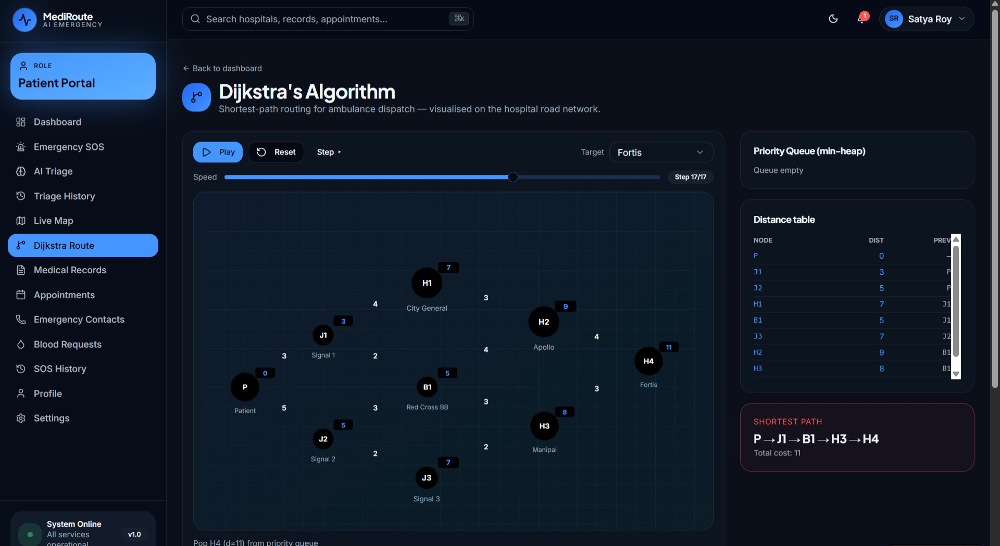 MediRoute
AI EMERGENCY
Search hospitals, records, appointments...
⌘K
1
SR
Satya Roy
ROLE
Patient Portal
Dashboard
Emergency SOS
AI Triage
Triage History
Live Map
Dijkstra Route
Medical Records
Appointments
Emergency Contacts
Blood Requests
SOS History
Profile
Settings
System Online
All services
operational
v1.0
← Back to dashboard
Dijkstra's Algorithm
Shortest-path routing for ambulance dispatch — visualised on the hospital road network.
Play
Reset
Step ▸
Target
Fortis
Speed
Step 17/17
7
H1
City General
4
3
9
H2
Apollo
3
J1
Signal 1
4
4
11
H4
Fortis
3
2
0
P
Patient
5
B1
Red Cross BB
3
5
3
3
8
H3
Manipal
5
J2
Signal 2
2
2
7
J3
Signal 3
Pop H4 (d=11) from priority queue
Priority Queue (min-heap)
Queue empty
Distance table
NODE DIST PREV
P 0 —
J1 3 P
J2 5 P
H1 7 J1
B1 5 J1
J3 7 J2
H2 9 B1
H3 8 B1
SHORTEST PATH
P → J1 → B1 → H3 → H4
Total cost: 11